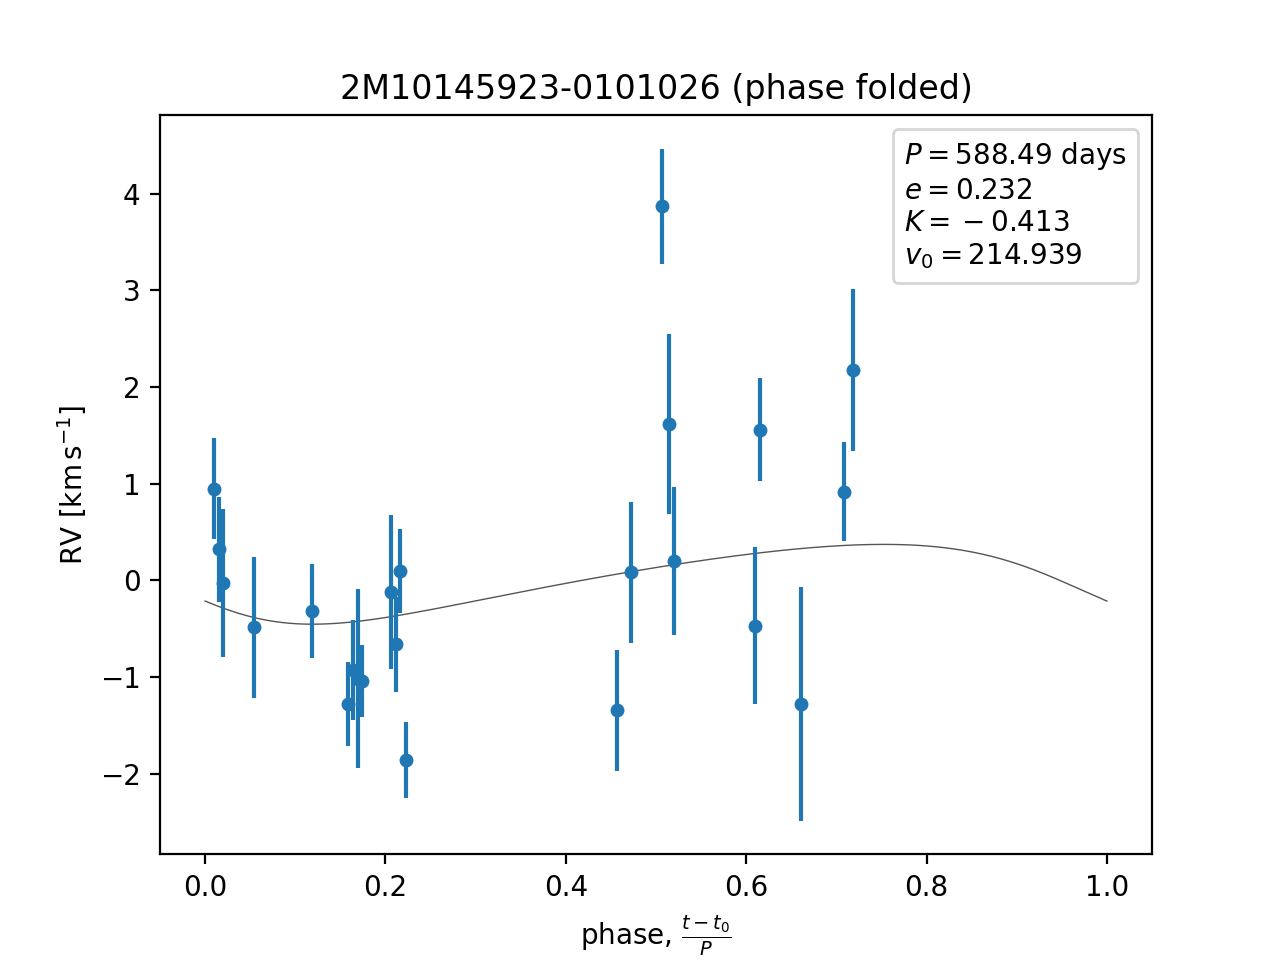 2M10145923-0101026 (phase folded)
P = 588.49 days
e = 0.232
K = −0.413
v₀ = 214.939
4
3
2
1
0
−1
−2
RV [km s⁻¹]
0.0 0.2 0.4 0.6 0.8 1.0
phase, (t − t₀)/P